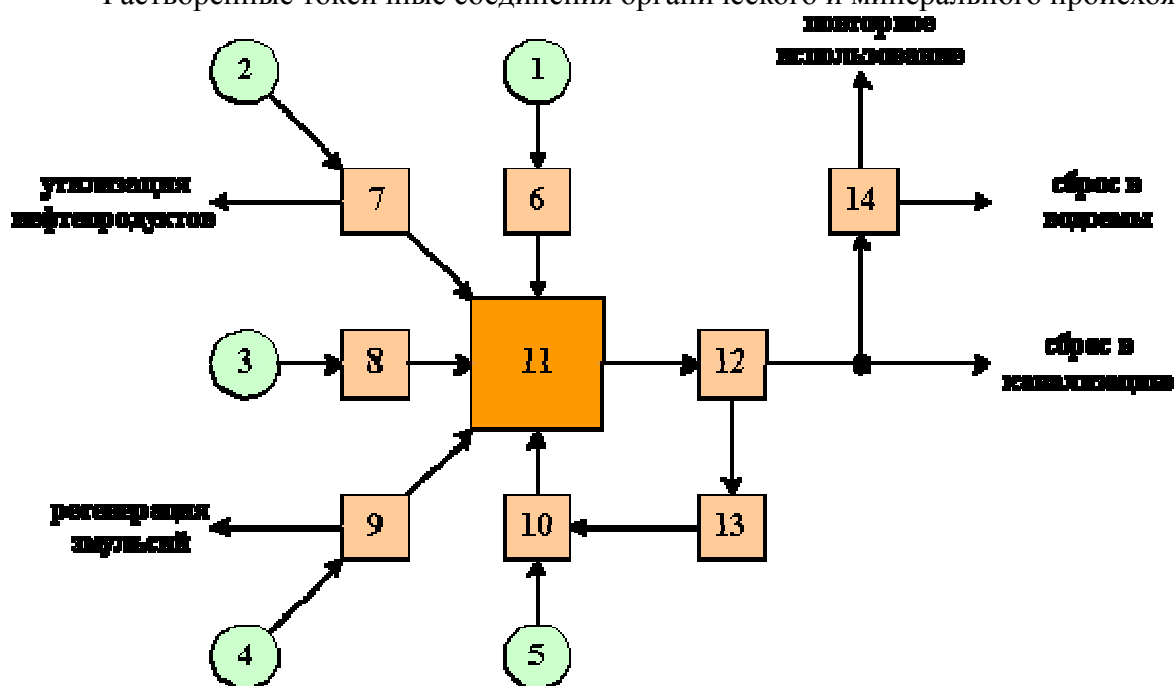 Растворенные токсичные соединения органического и минерального происхож
повторное
использование
2
1
утилизация
нефтепродуктов
7
6
14
сброс в
водоемы
3
8
11
12
сброс в
канализацию
регенерация
эмульсий
9
10
13
4
5